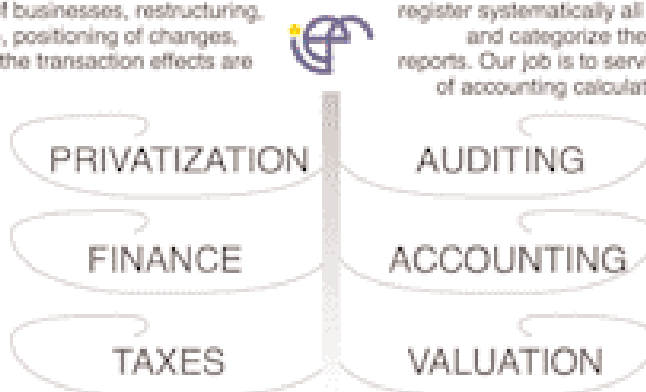 of businesses, restructuring,
, positioning of changes,
the transaction effects are
register systematically all
and categorize the
reports. Our job is to serv
of accounting calculat
PRIVATIZATION
AUDITING
FINANCE
ACCOUNTING
TAXES
VALUATION